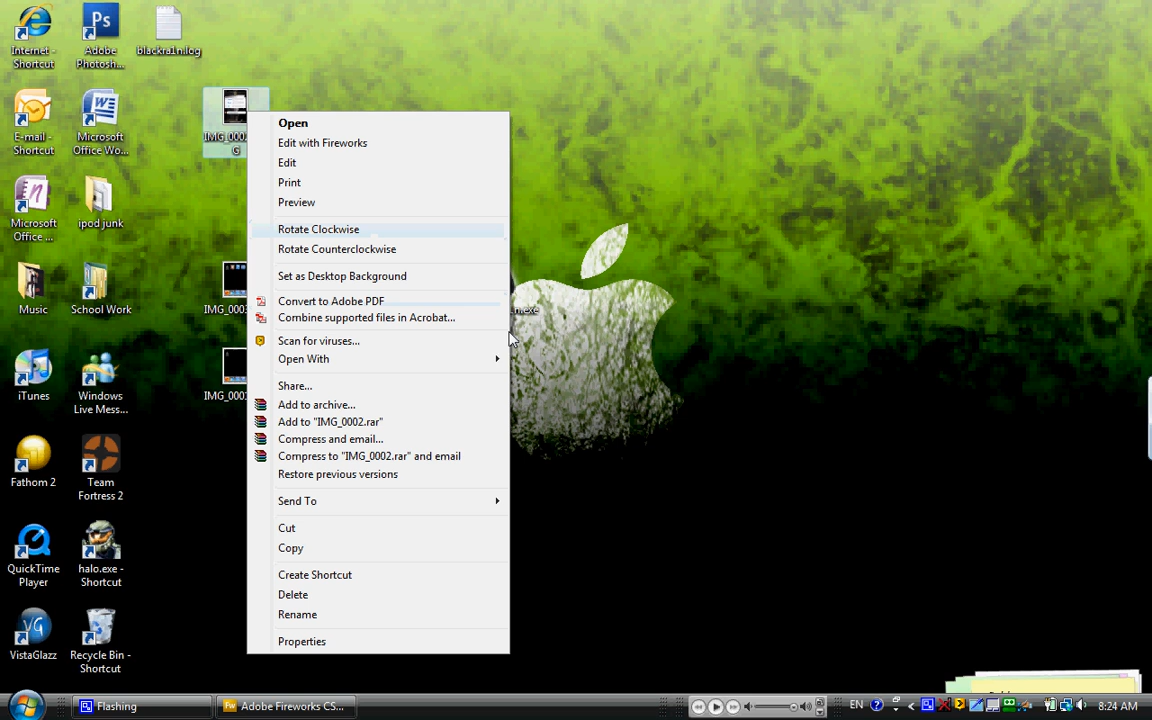 Internet - Shortcut
Adobe Photosh...
blackra1n.log
E-mail - Shortcut
Microsoft Office Wo...
Microsoft Office ...
ipod junk
Music
School Work
iTunes
Windows Live Mess...
Fathom 2
Team Fortress 2
QuickTime Player
halo.exe - Shortcut
VistaGlazz
Recycle Bin - Shortcut
Open
Edit with Fireworks
Edit
Print
Preview
Rotate Clockwise
Rotate Counterclockwise
Set as Desktop Background
Convert to Adobe PDF
Combine supported files in Acrobat...
Scan for viruses...
Open With
Share...
Add to archive...
Add to "IMG_0002.rar"
Compress and email...
Compress to "IMG_0002.rar" and email
Restore previous versions
Send To
Cut
Copy
Create Shortcut
Delete
Rename
Properties
Flashing
Adobe Fireworks CS...
EN
8:24 AM